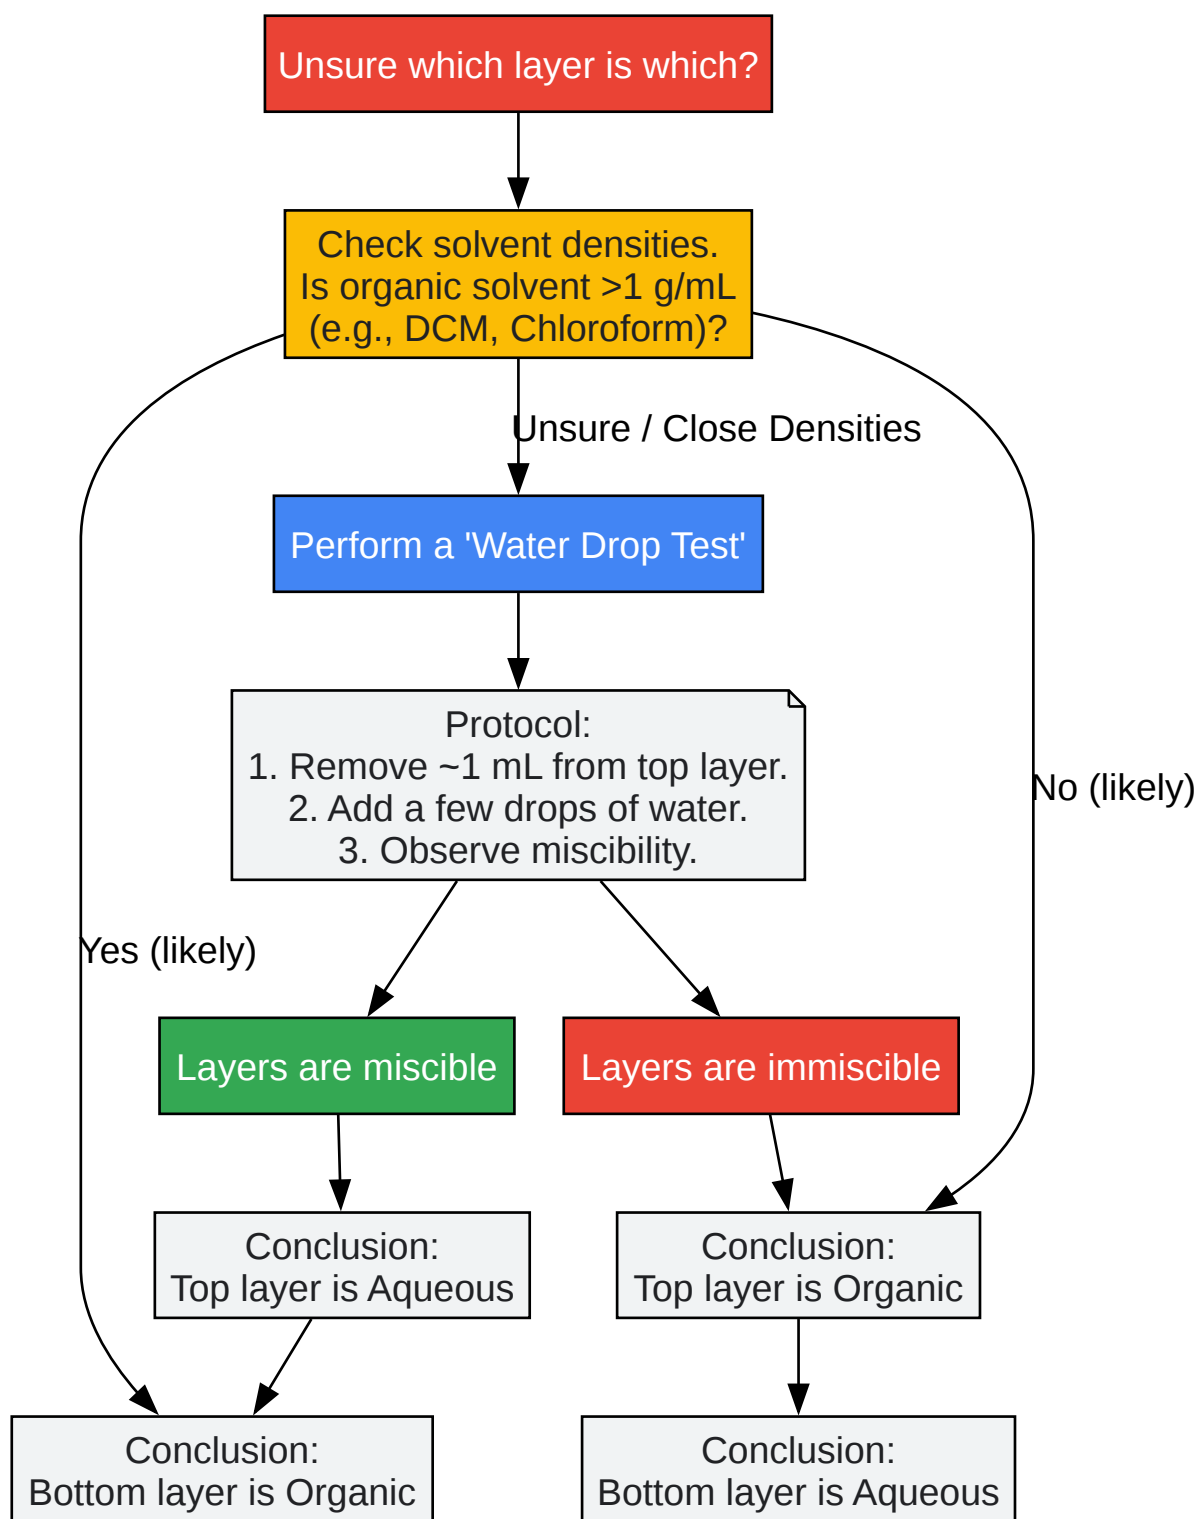 Unsure which layer is which?
Check solvent densities.
Is organic solvent >1 g/mL
(e.g., DCM, Chloroform)?
Unsure / Close Densities
Perform a 'Water Drop Test'
Protocol:
1. Remove ~1 mL from top layer.
2. Add a few drops of water.
3. Observe miscibility.
No (likely)
Yes (likely)
Layers are miscible
Layers are immiscible
Conclusion:
Top layer is Aqueous
Conclusion:
Top layer is Organic
Conclusion:
Bottom layer is Organic
Conclusion:
Bottom layer is Aqueous